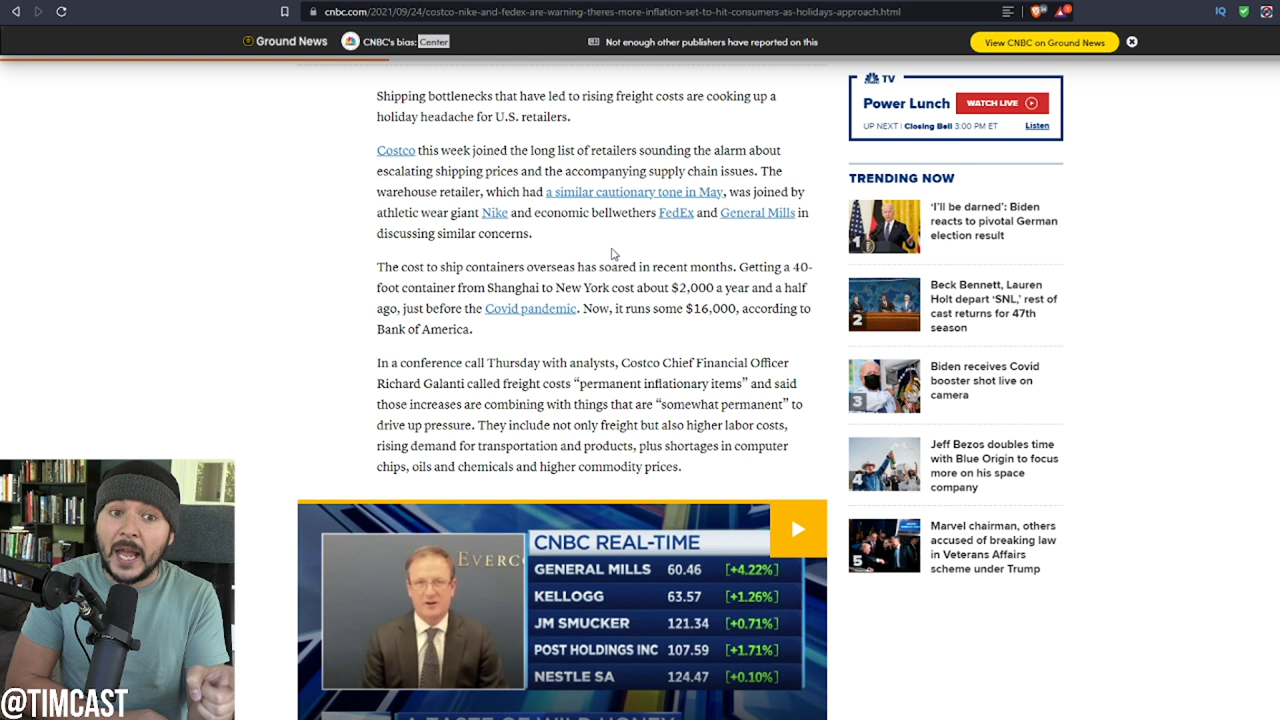 cnbc.com/2021/09/24/costco-nike-and-fedex-are-warning-theres-more-inflation-set-to-hit-consumers-as-holidays-approach.html
Ground News
CNBC's bias: Center
Not enough other publishers have reported on this
View CNBC on Ground News
Shipping bottlenecks that have led to rising freight costs are cooking up a
holiday headache for U.S. retailers.
Costco this week joined the long list of retailers sounding the alarm about
escalating shipping prices and the accompanying supply chain issues. The
warehouse retailer, which had a similar cautionary tone in May, was joined by
athletic wear giant Nike and economic bellwethers FedEx and General Mills in
discussing similar concerns.
The cost to ship containers overseas has soared in recent months. Getting a 40-
foot container from Shanghai to New York cost about $2,000 a year and a half
ago, just before the Covid pandemic. Now, it runs some $16,000, according to
Bank of America.
In a conference call Thursday with analysts, Costco Chief Financial Officer
Richard Galanti called freight costs “permanent inflationary items” and said
those increases are combining with things that are “somewhat permanent” to
drive up pressure. They include not only freight but also higher labor costs,
rising demand for transportation and products, plus shortages in computer
chips, oils and chemicals and higher commodity prices.
EVERC
CNBC REAL-TIME
GENERAL MILLS 60.46 [+4.22%]
KELLOGG 63.57 [+1.26%]
JM SMUCKER 121.34 [+0.71%]
POST HOLDINGS INC 107.59 [+1.71%]
NESTLE SA 124.47 [+0.10%]
A TASTE OF WILD HONEY
TV
Power Lunch
WATCH LIVE
UP NEXT | Closing Bell 3:00 PM ET
Listen
TRENDING NOW
1
‘I’ll be darned’: Biden
reacts to pivotal German
election result
2
Beck Bennett, Lauren
Holt depart ‘SNL,’ rest of
cast returns for 47th
season
3
Biden receives Covid
booster shot live on
camera
4
Jeff Bezos doubles time
with Blue Origin to focus
more on his space
company
5
Marvel chairman, others
accused of breaking law
in Veterans Affairs
scheme under Trump
@TIMCAST